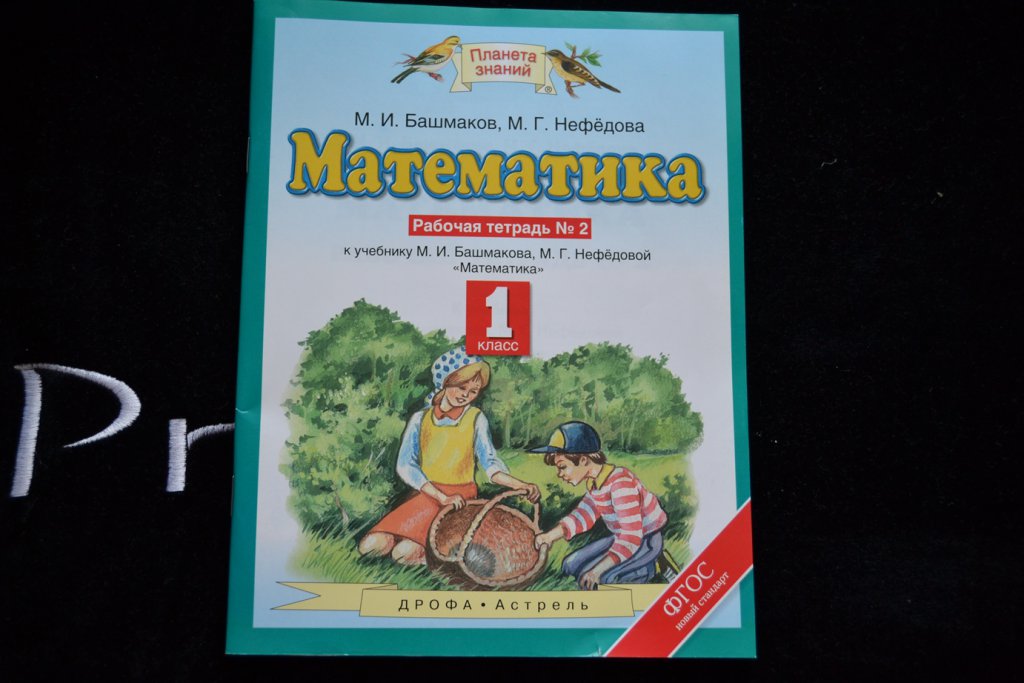 Планета
знаний
М. И. Башмаков, М. Г. Нефёдова
Математика
Рабочая тетрадь № 2
к учебнику М. И. Башмакова, М. Г. Нефёдовой
«Математика»
1
класс
Pr
ДРОФА • Астрель
ФГОС
новый стандарт